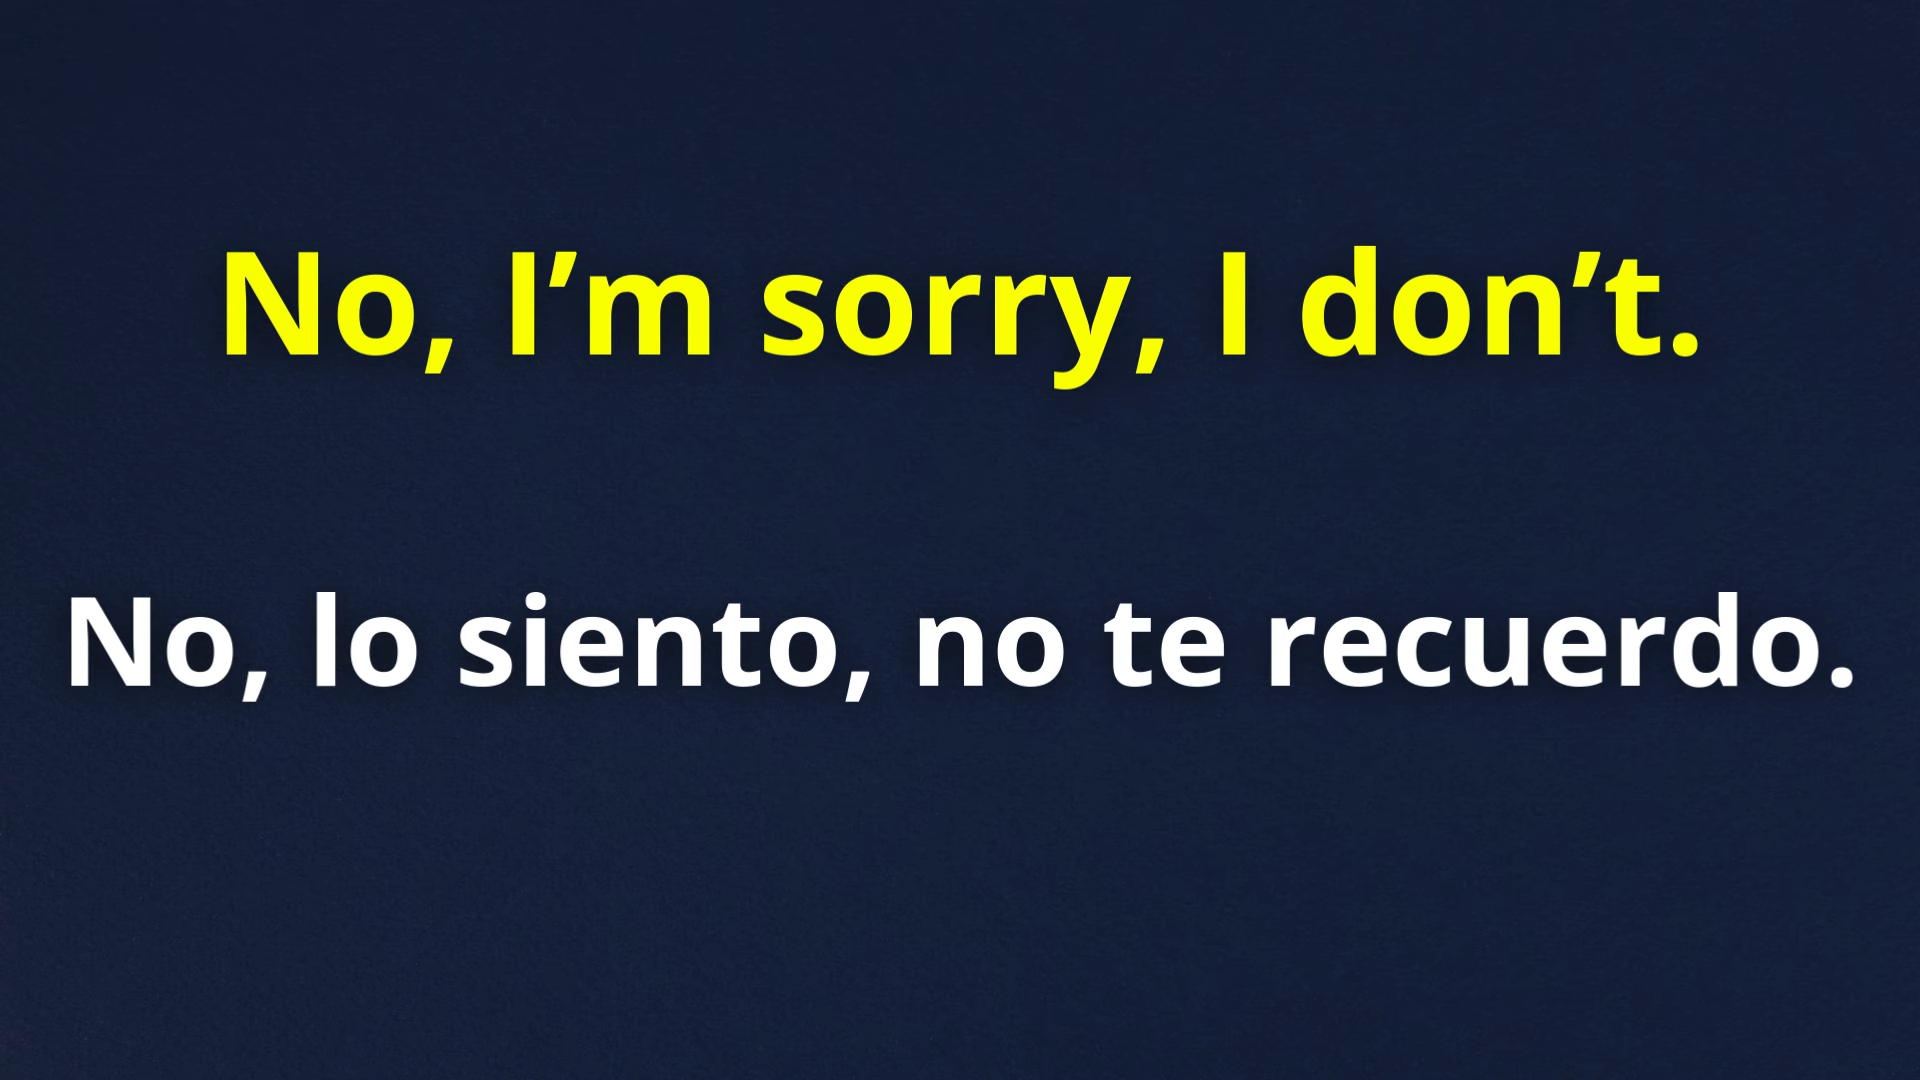 No, I’m sorry, I don’t.
No, lo siento, no te recuerdo.